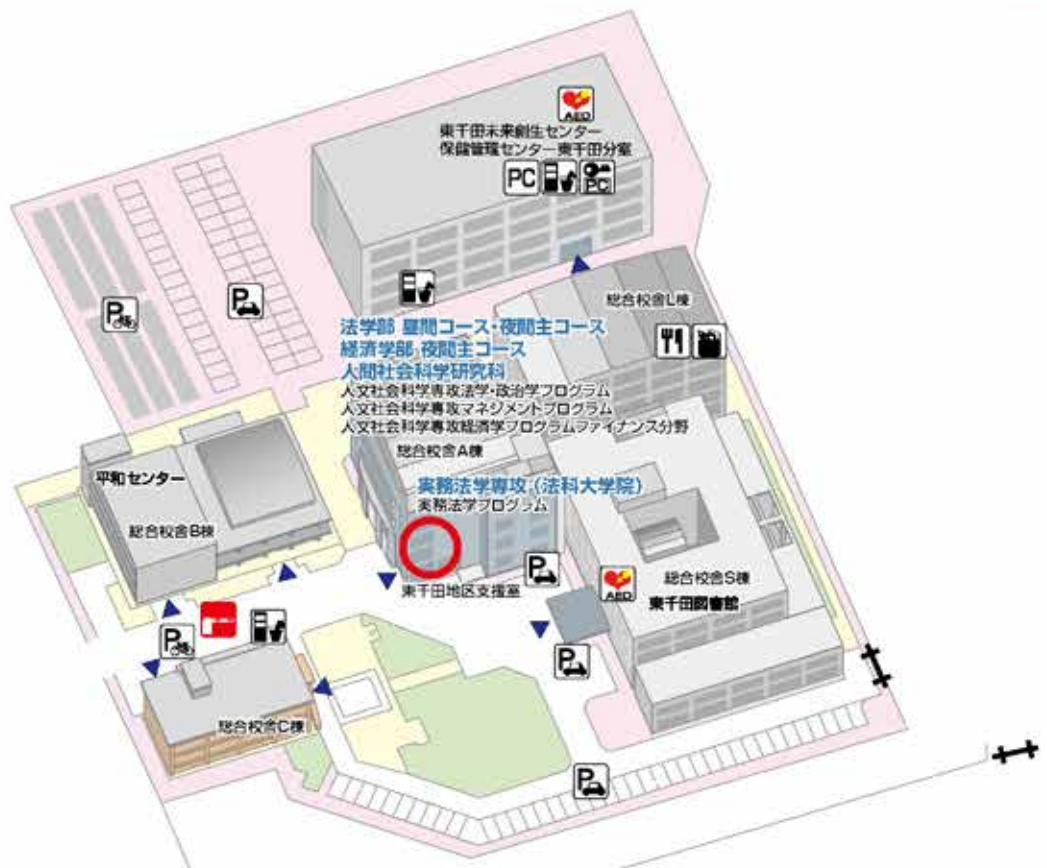 AED
東千田未来創生センター
保健管理センター東千田分室
PC
PC
P
P
総合校舎L棟
法学部 昼間コース・夜間主コース
経済学部 夜間主コース
人間社会科学研究科
人文社会科学専攻法学・政治学プログラム
人文社会科学専攻マネジメントプログラム
人文社会科学専攻経済学プログラムファイナンス分野
総合校舎A棟
平和センター
実務法学専攻(法科大学院)
実務法学プログラム
総合校舎B棟
P
AED
総合校舎S棟
東千田地区支援室
東千田図書館
P
P
総合校舎C棟
P